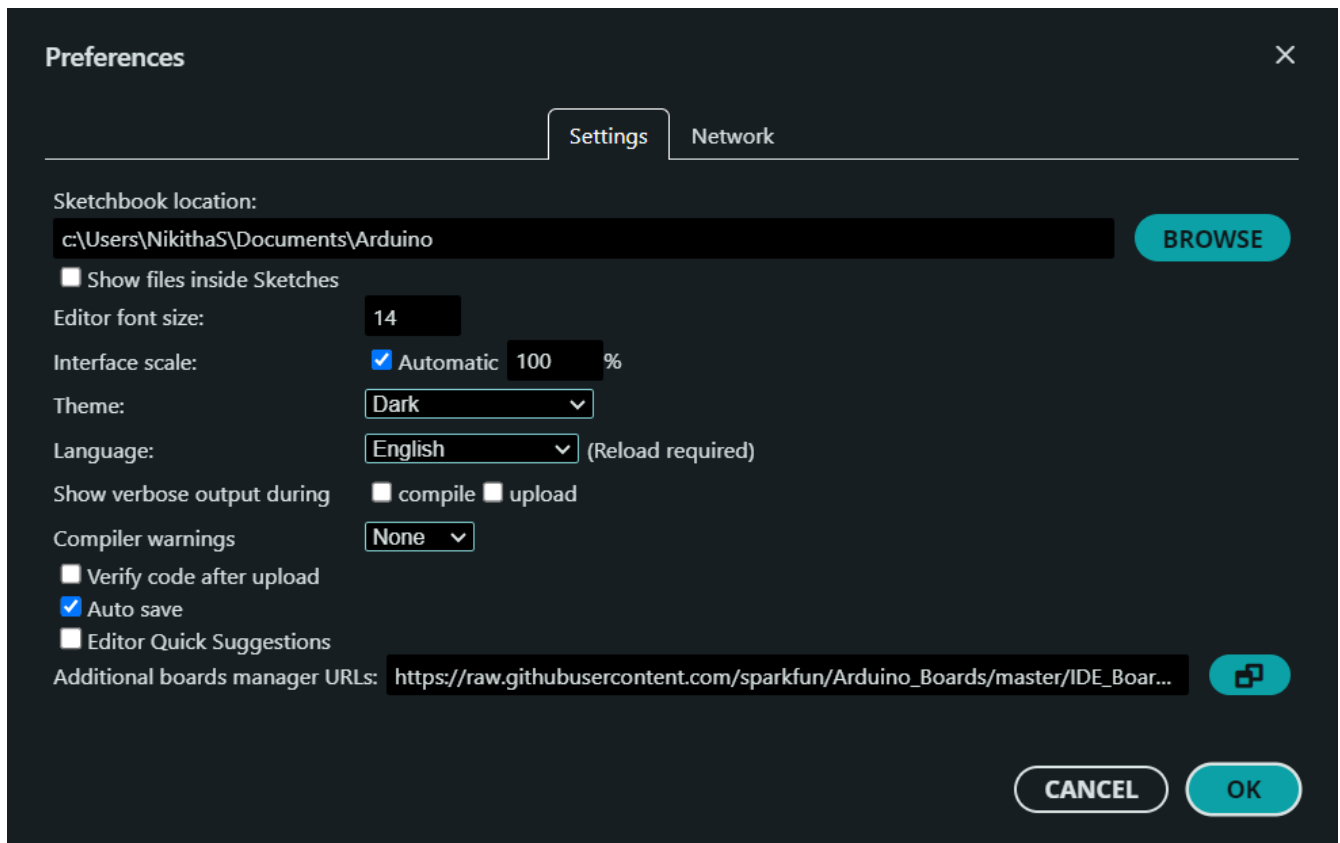 Preferences
Settings Network
Sketchbook location:
c:\Users\NikithaS\Documents\Arduino BROWSE
Show files inside Sketches
Editor font size: 14
Interface scale: Automatic 100 %
Theme: Dark
Language: English (Reload required)
Show verbose output during compile upload
Compiler warnings None
Verify code after upload
Auto save
Editor Quick Suggestions
Additional boards manager URLs: https://raw.githubusercontent.com/sparkfun/Arduino_Boards/master/IDE_Boar...
CANCEL OK